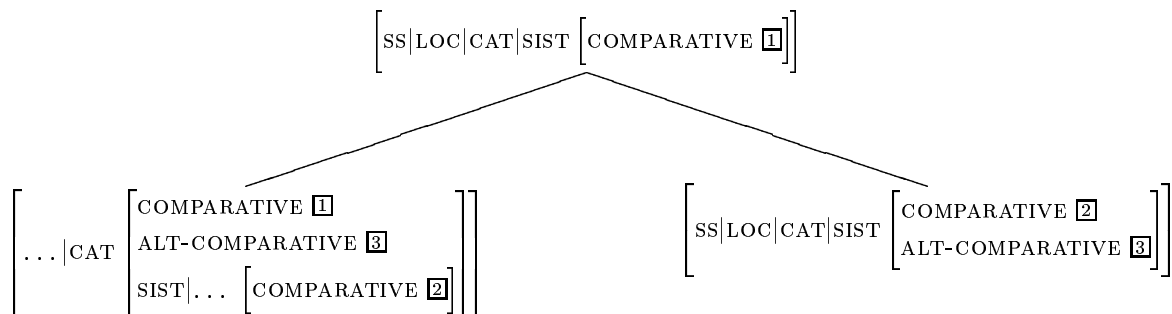 [SS|LOC|CAT|SIST [COMPARATIVE 1]]
[...|CAT [COMPARATIVE 1
ALT-COMPARATIVE 3
SIST|... [COMPARATIVE 2]]]
[SS|LOC|CAT|SIST [COMPARATIVE 2
ALT-COMPARATIVE 3]]